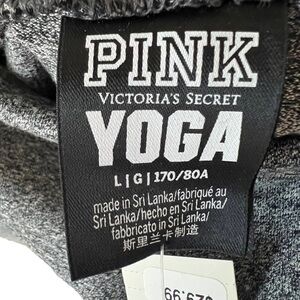 PINK
VICTORIA'S SECRET
YOGA
L | G | 170/80A
made in Sri Lanka/fabriqué au
Sri Lanka/hecho en Sri Lanka/
fabbricato in Sri Lanka/
斯里兰卡制造